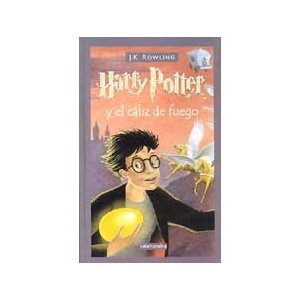 J.K. ROWLING
Harry Potter
y el cáliz de fuego
salamandra